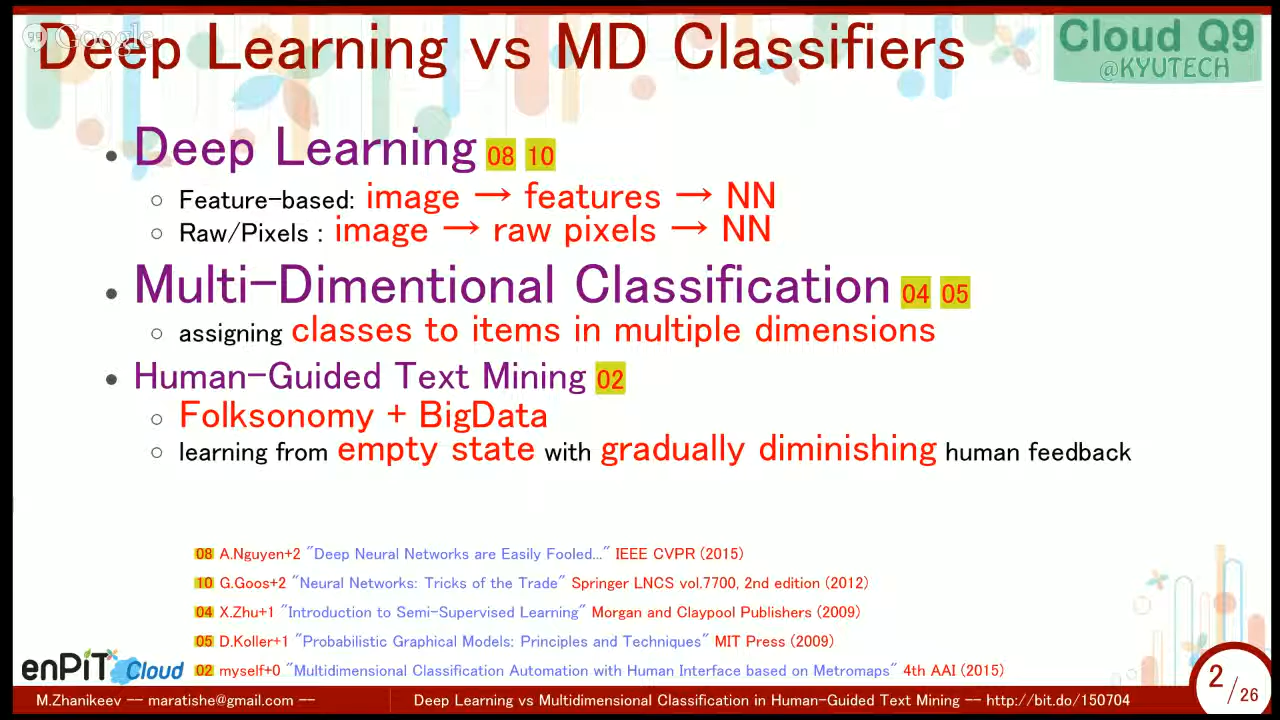 Google
Deep Learning vs MD Classifiers
Cloud Q9
@KYUTECH
• Deep Learning 08 10
○ Feature-based: image → features → NN
○ Raw/Pixels : image → raw pixels → NN
• Multi-Dimentional Classification 04 05
○ assigning classes to items in multiple dimensions
• Human-Guided Text Mining 02
○ Folksonomy + BigData
○ learning from empty state with gradually diminishing human feedback
08 A.Nguyen+2 "Deep Neural Networks are Easily Fooled..." IEEE CVPR (2015)
10 G.Goos+2 "Neural Networks: Tricks of the Trade" Springer LNCS vol.7700, 2nd edition (2012)
04 X.Zhu+1 "Introduction to Semi-Supervised Learning" Morgan and Claypool Publishers (2009)
05 D.Koller+1 "Probabilistic Graphical Models: Principles and Techniques" MIT Press (2009)
02 myself+0 "Multidimensional Classification Automation with Human Interface based on Metromaps" 4th AAI (2015)
enPiT Cloud
M.Zhanikeev -- maratishe@gmail.com --
Deep Learning vs Multidimensional Classification in Human-Guided Text Mining -- http://bit.do/150704
2/26